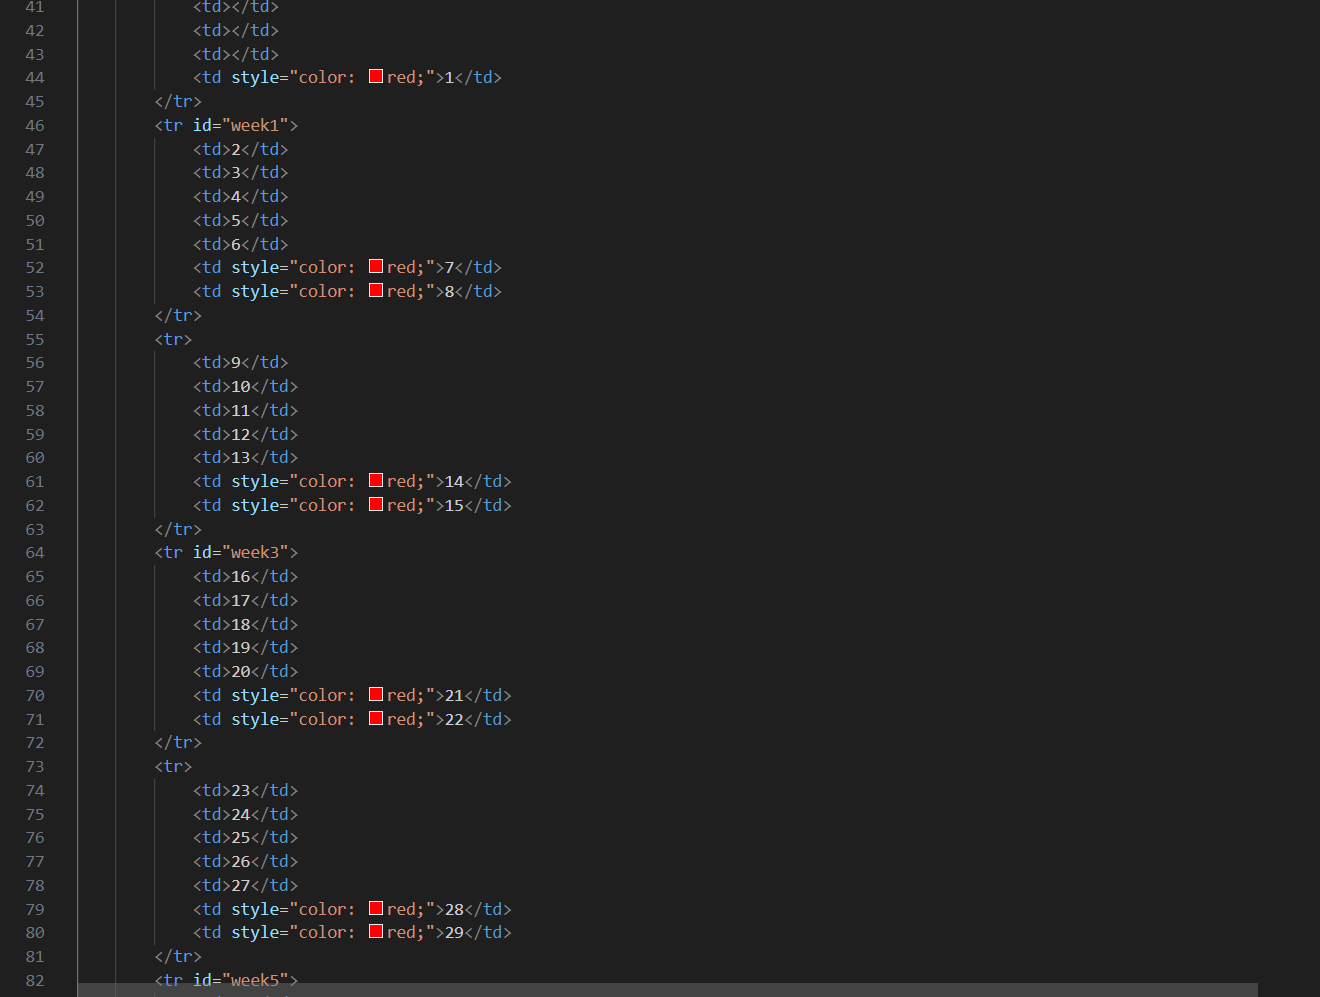 41 <td></td>
42 <td></td>
43 <td></td>
44 <td style="color: red;">1</td>
45 </tr>
46 <tr id="week1">
47 <td>2</td>
48 <td>3</td>
49 <td>4</td>
50 <td>5</td>
51 <td>6</td>
52 <td style="color: red;">7</td>
53 <td style="color: red;">8</td>
54 </tr>
55 <tr>
56 <td>9</td>
57 <td>10</td>
58 <td>11</td>
59 <td>12</td>
60 <td>13</td>
61 <td style="color: red;">14</td>
62 <td style="color: red;">15</td>
63 </tr>
64 <tr id="week3">
65 <td>16</td>
66 <td>17</td>
67 <td>18</td>
68 <td>19</td>
69 <td>20</td>
70 <td style="color: red;">21</td>
71 <td style="color: red;">22</td>
72 </tr>
73 <tr>
74 <td>23</td>
75 <td>24</td>
76 <td>25</td>
77 <td>26</td>
78 <td>27</td>
79 <td style="color: red;">28</td>
80 <td style="color: red;">29</td>
81 </tr>
82 <tr id="week5">